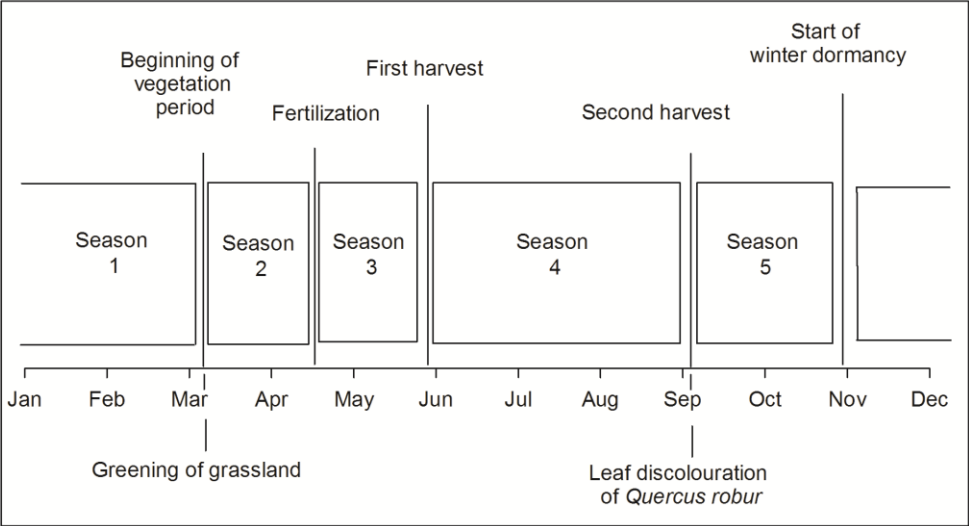 Beginning of
vegetation
period
Fertilization
First harvest
Second harvest
Start of
winter dormancy
Season
1
Season
2
Season
3
Season
4
Season
5
Jan Feb Mar Apr May Jun Jul Aug Sep Oct Nov Dec
Greening of grassland
Leaf discolouration
of Quercus robur